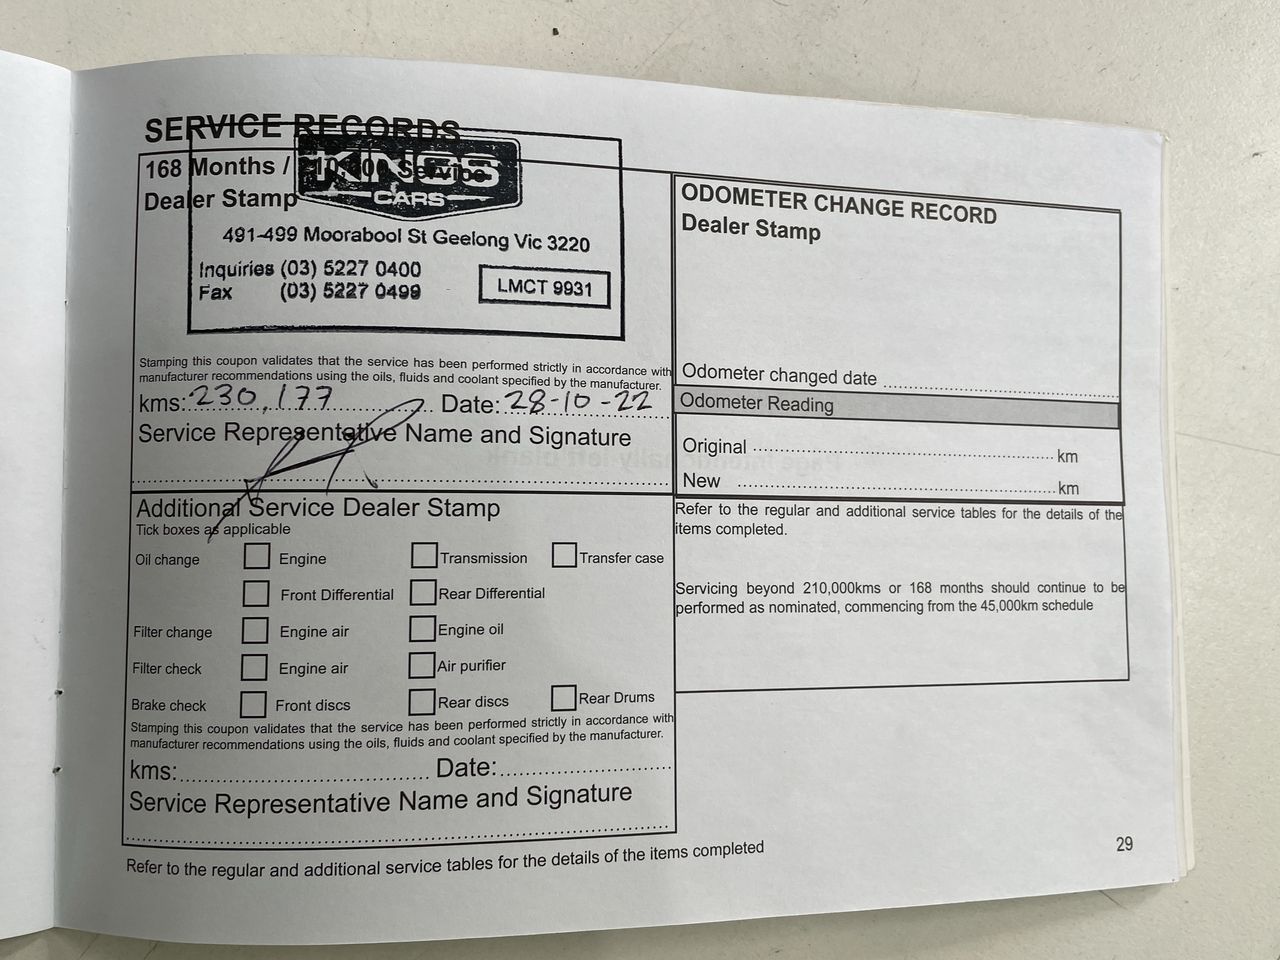 SERVICE RECORDS
168 Months / 210,000 Service
Dealer Stamp
KINGS
CARS
491-499 Moorabool St Geelong Vic 3220
Inquiries (03) 5227 0400
Fax (03) 5227 0499
LMCT 9931
Stamping this coupon validates that the service has been performed strictly in accordance with
manufacturer recommendations using the oils, fluids and coolant specified by the manufacturer.
kms: 230,177 Date: 28-10-22
Service Representative Name and Signature
Additional Service Dealer Stamp
Tick boxes as applicable
Oil change Engine Transmission Transfer case
Front Differential Rear Differential
Filter change Engine air Engine oil
Filter check Engine air Air purifier
Brake check Front discs Rear discs Rear Drums
Stamping this coupon validates that the service has been performed strictly in accordance with
manufacturer recommendations using the oils, fluids and coolant specified by the manufacturer.
kms: Date:
Service Representative Name and Signature
Refer to the regular and additional service tables for the details of the items completed
ODOMETER CHANGE RECORD
Dealer Stamp
Odometer changed date
Odometer Reading
Original km
New km
Refer to the regular and additional service tables for the details of the
items completed.
Servicing beyond 210,000kms or 168 months should continue to be
performed as nominated, commencing from the 45,000km schedule
29